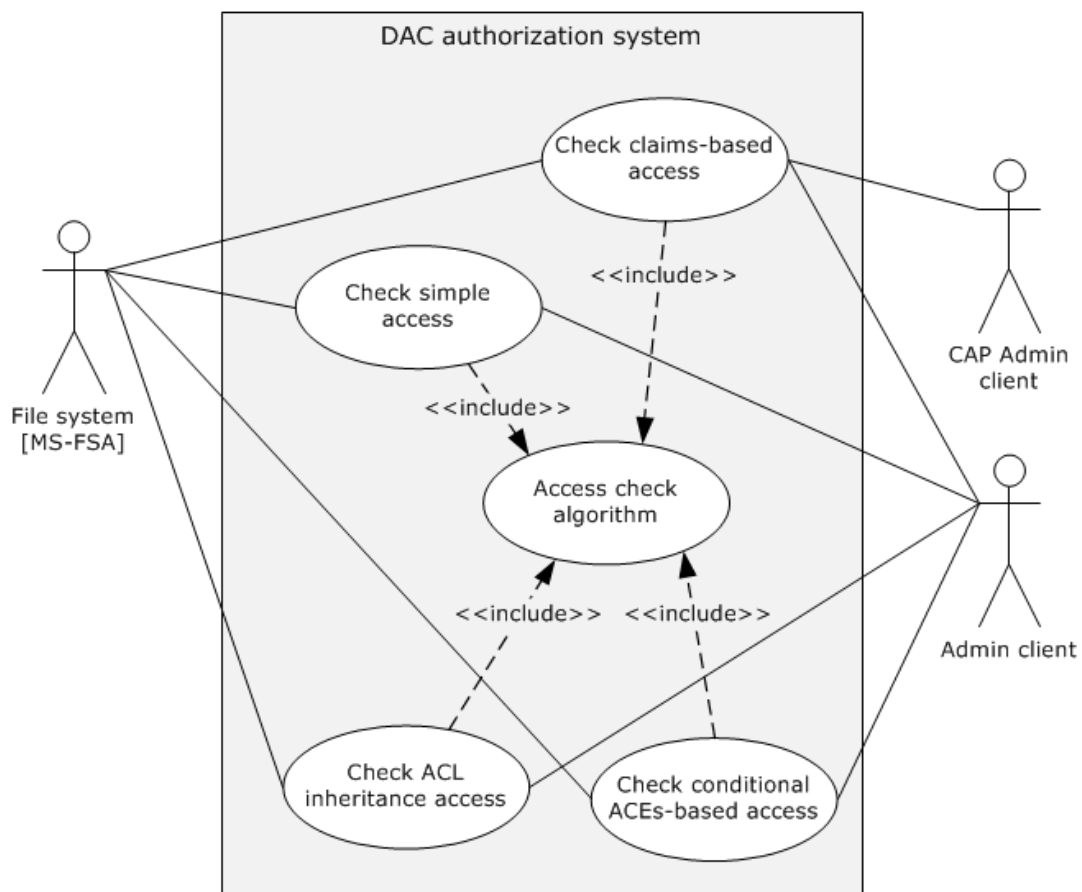 DAC authorization system
Check claims-based
access
<<include>>
Check simple
access
<<include>>
CAP Admin
client
File system
[MS-FSA]
Access check
algorithm
<<include>>
<<include>>
Admin client
Check ACL
inheritance access
Check conditional
ACEs-based access